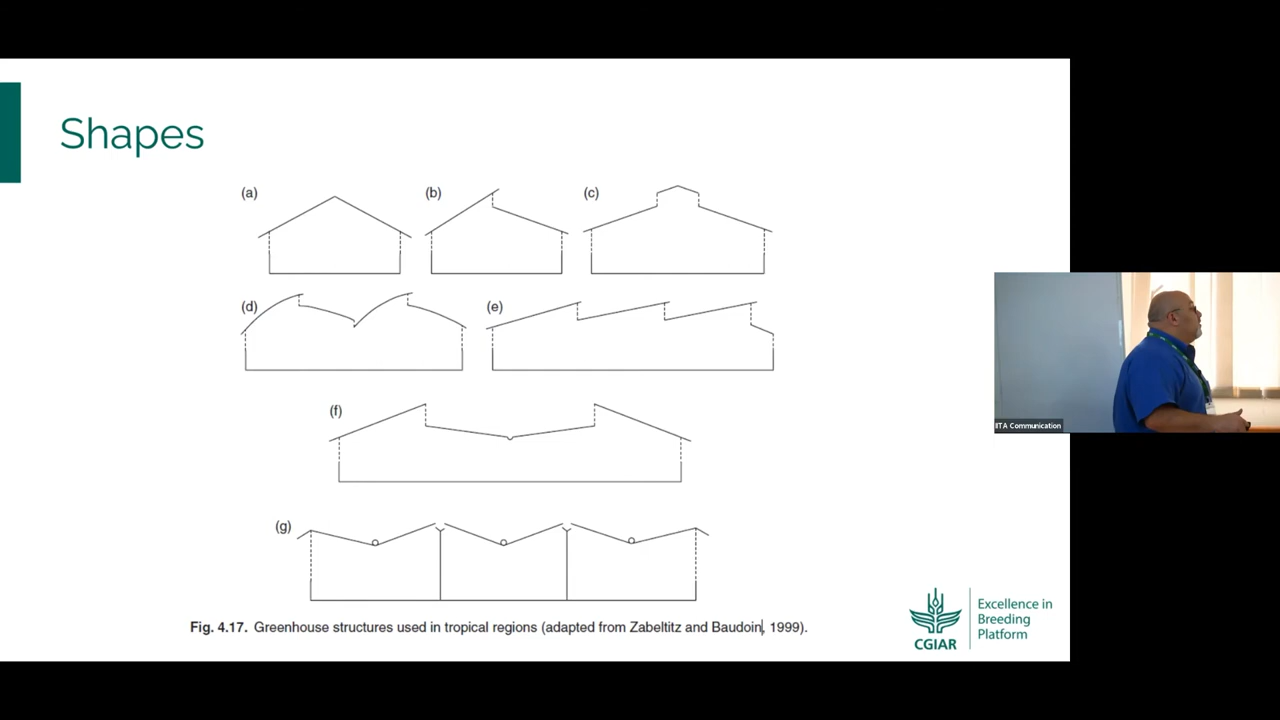 Shapes
(a)
(b)
(c)
(d)
(e)
(f)
(g)
Fig. 4.17. Greenhouse structures used in tropical regions (adapted from Zabeltitz and Baudoin, 1999).
CGIAR
Excellence in
Breeding
Platform
IITA Communication